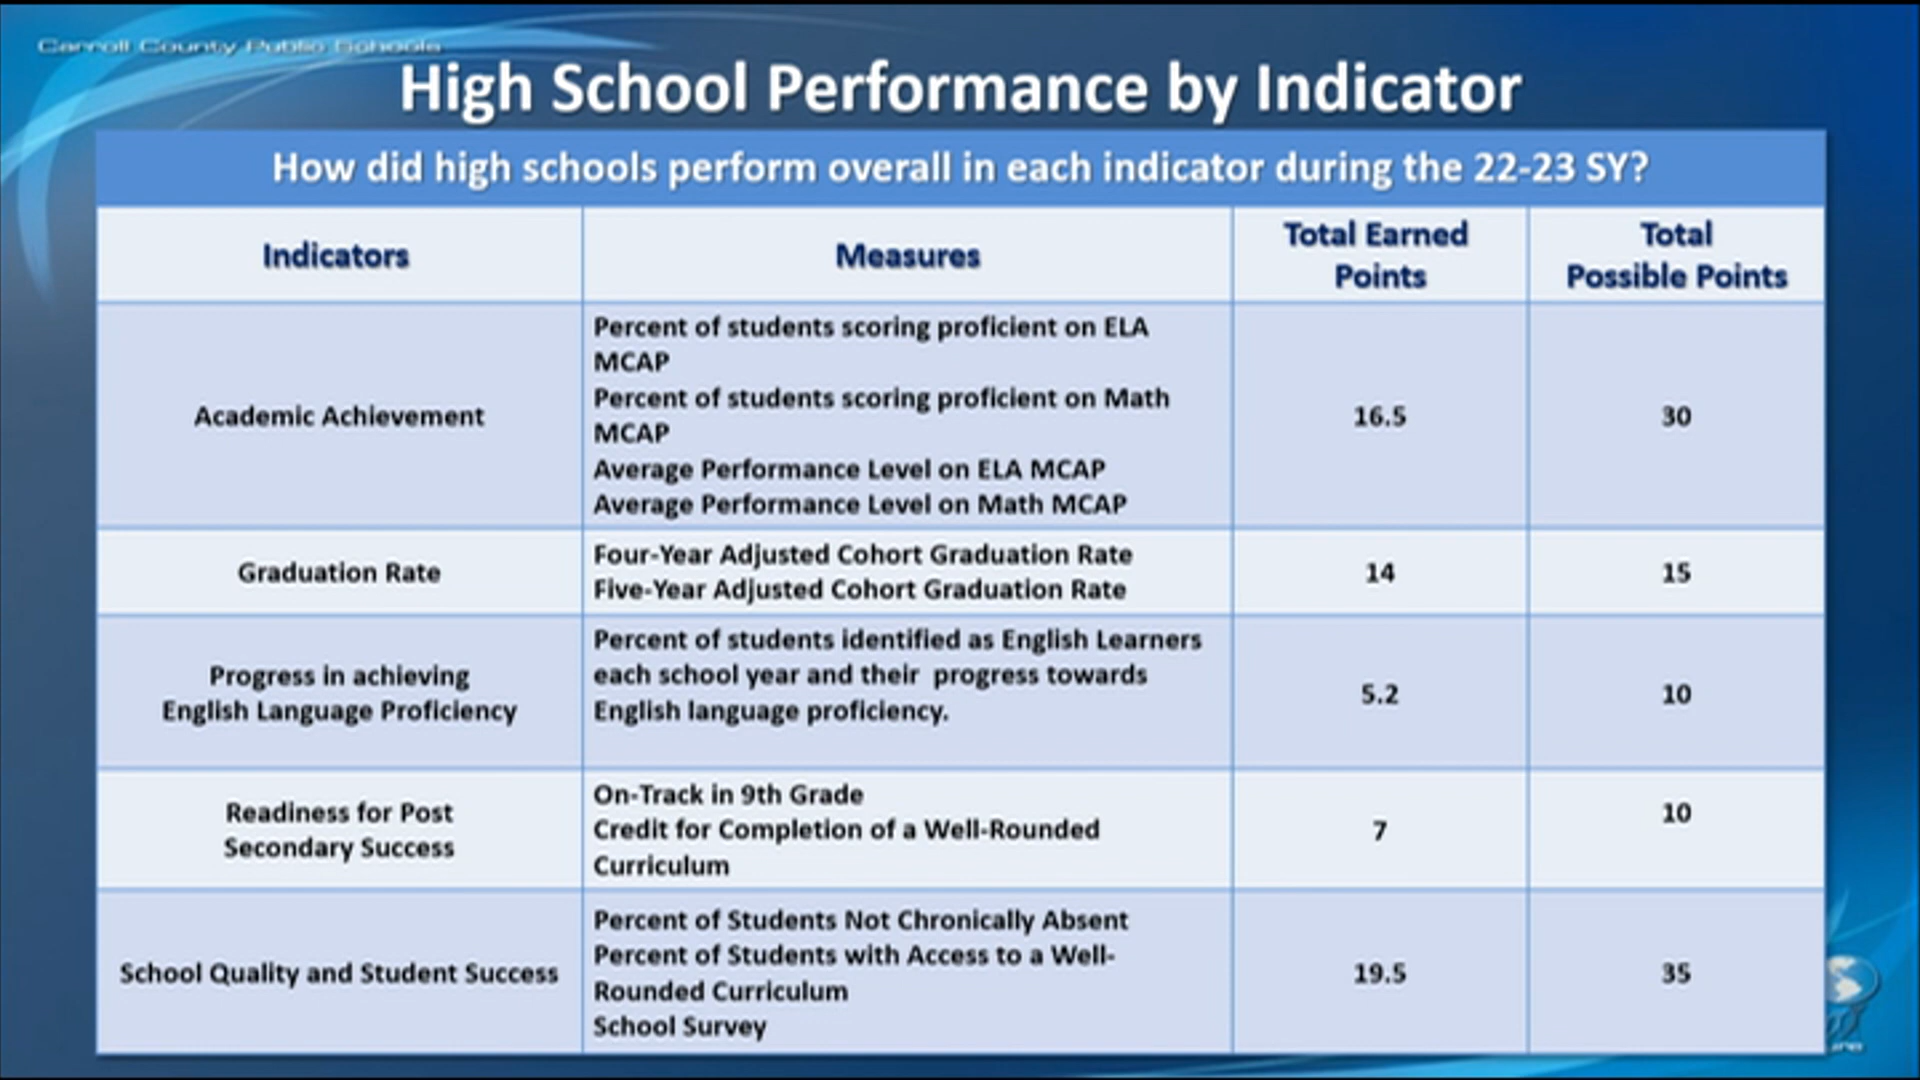 Carroll County Public Schools
High School Performance by Indicator
How did high schools perform overall in each indicator during the 22-23 SY?
Indicators
Measures
Total Earned
Points
Total
Possible Points
Academic Achievement
Percent of students scoring proficient on ELA
MCAP
Percent of students scoring proficient on Math
MCAP
Average Performance Level on ELA MCAP
Average Performance Level on Math MCAP
16.5
30
Graduation Rate
Four-Year Adjusted Cohort Graduation Rate
Five-Year Adjusted Cohort Graduation Rate
14
15
Progress in achieving
English Language Proficiency
Percent of students identified as English Learners
each school year and their  progress towards
English language proficiency.
5.2
10
Readiness for Post
Secondary Success
On-Track in 9th Grade
Credit for Completion of a Well-Rounded
Curriculum
7
10
School Quality and Student Success
Percent of Students Not Chronically Absent
Percent of Students with Access to a Well-
Rounded Curriculum
School Survey
19.5
35